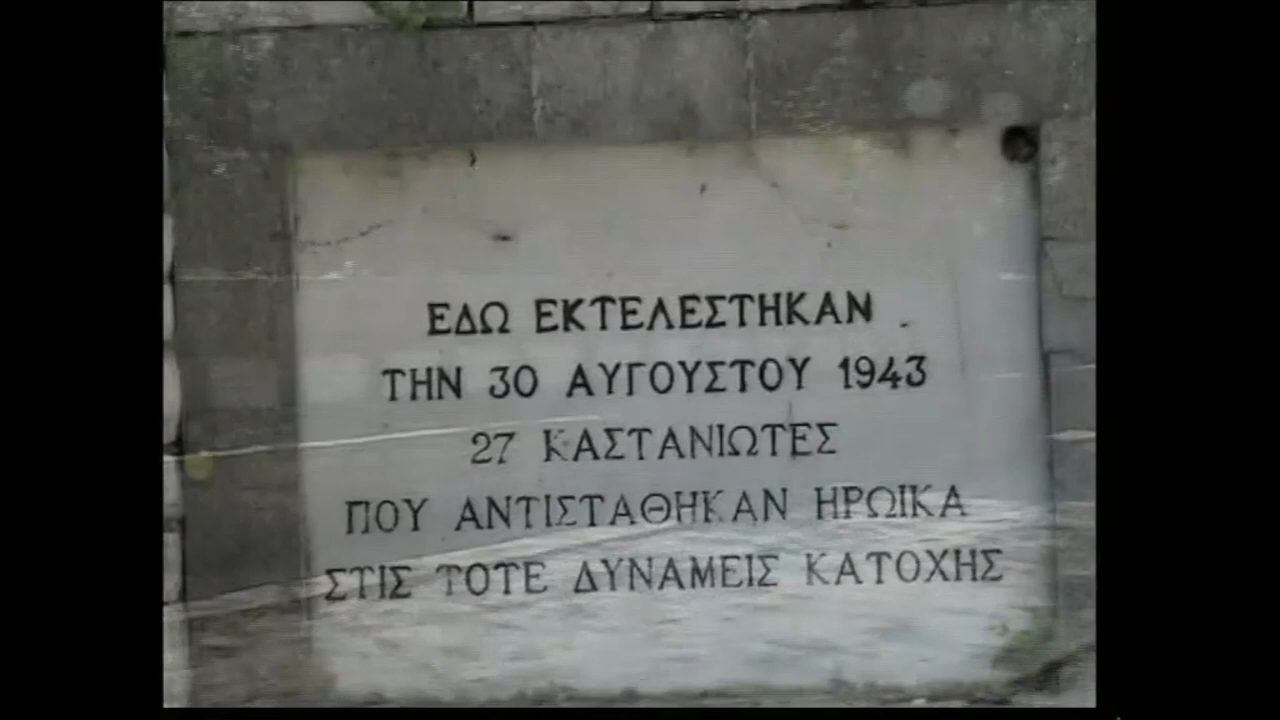 ΕΔΩ ΕΚΤΕΛΕΣΤΗΚΑΝ
ΤΗΝ 30 ΑΥΓΟΥΣΤΟΥ 1943
27 ΚΑΣΤΑΝΙΩΤΕΣ
ΠΟΥ ΑΝΤΙΣΤΑΘΗΚΑΝ ΗΡΩΙΚΑ
ΣΤΙΣ ΤΟΤΕ ΔΥΝΑΜΕΙΣ ΚΑΤΟΧΗΣ